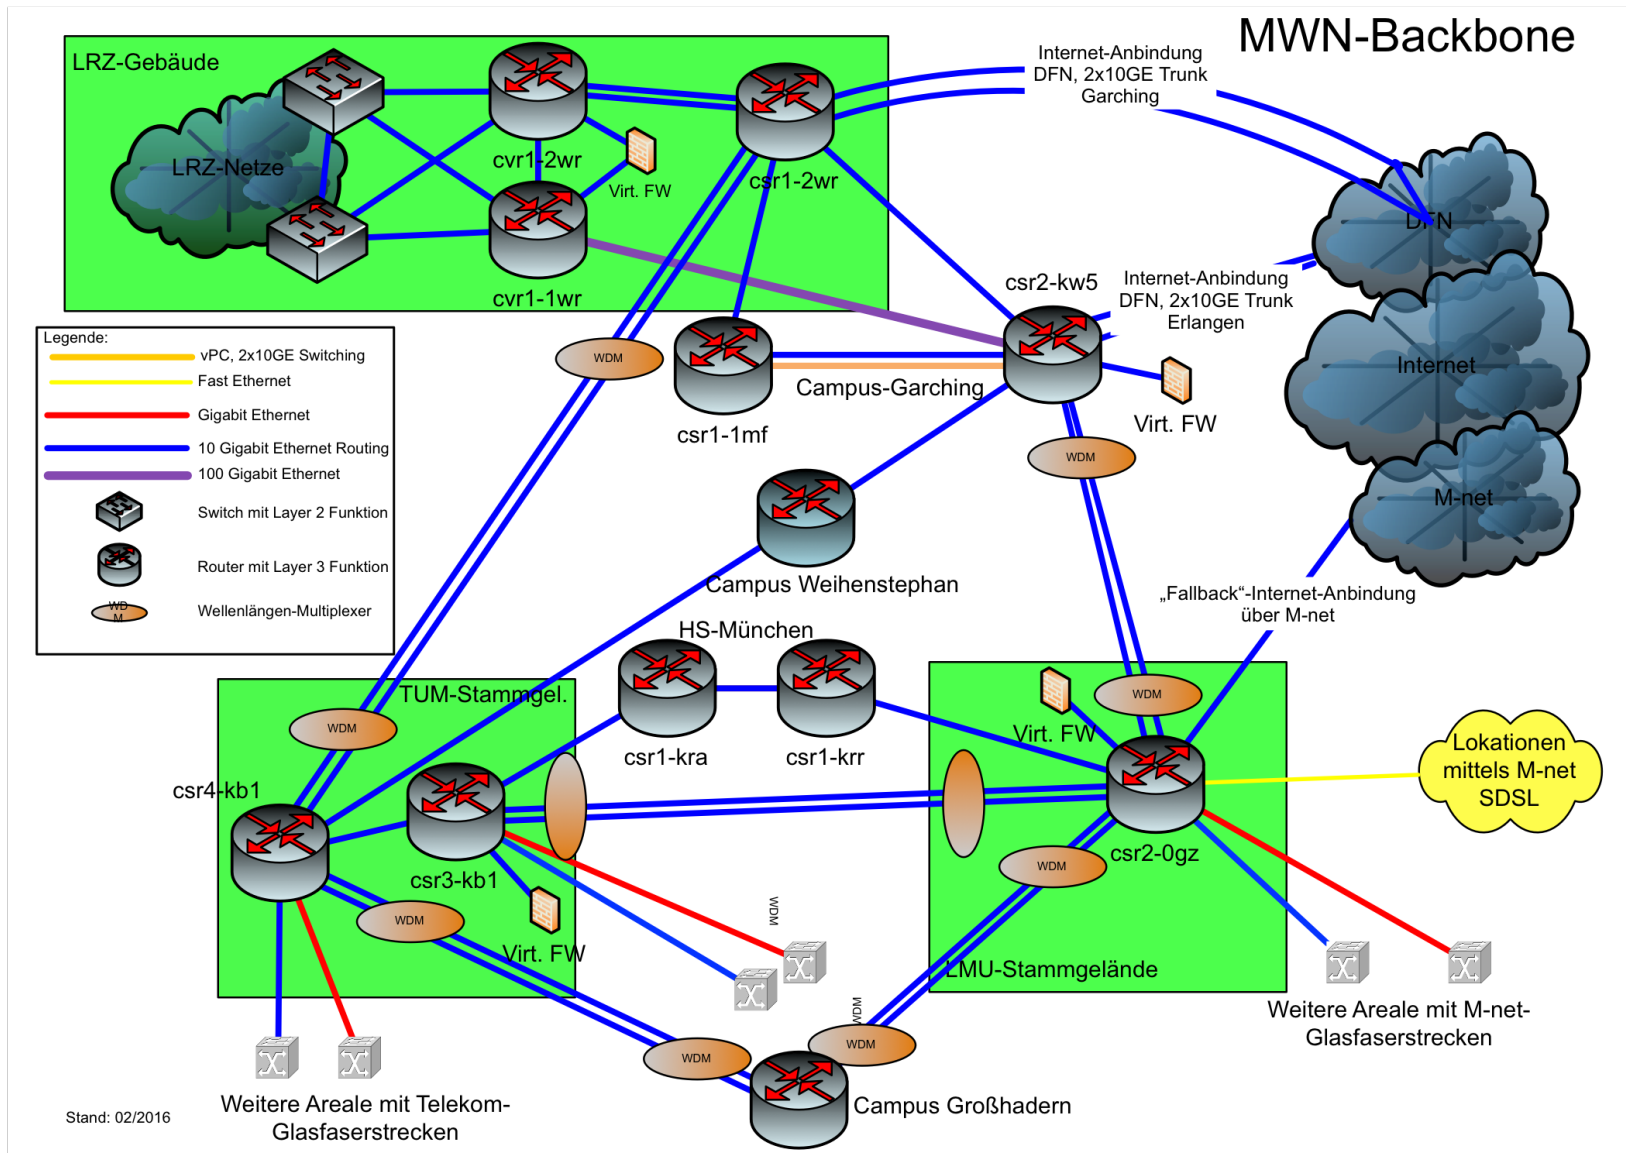 MWN-Backbone
LRZ-Gebäude
Internet-Anbindung
DFN, 2x10GE Trunk
Garching
LRZ-Netze
cvr1-2wr
Virt. FW
csr1-2wr
cvr1-1wr
DFN
csr2-kw5
Internet-Anbindung
DFN, 2x10GE Trunk
Erlangen
Internet
M-net
Legende:
vPC, 2x10GE Switching
Fast Ethernet
Gigabit Ethernet
10 Gigabit Ethernet Routing
100 Gigabit Ethernet
Switch mit Layer 2 Funktion
Router mit Layer 3 Funktion
WD
M
Wellenlängen-Multiplexer
WDM
Campus-Garching
csr1-1mf
Virt. FW
WDM
Campus Weihenstephan
„Fallback“-Internet-Anbindung
über M-net
HS-München
TUM-Stammgel.
WDM
csr1-kra
csr1-krr
Virt. FW
WDM
Lokationen
mittels M-net
SDSL
csr4-kb1
csr3-kb1
csr2-0gz
WDM
WDM
WDM
Virt. FW
LMU-Stammgelände
Weitere Areale mit M-net-
Glasfaserstrecken
WDM
WDM
WDM
Campus Großhadern
Weitere Areale mit Telekom-
Glasfaserstrecken
Stand: 02/2016